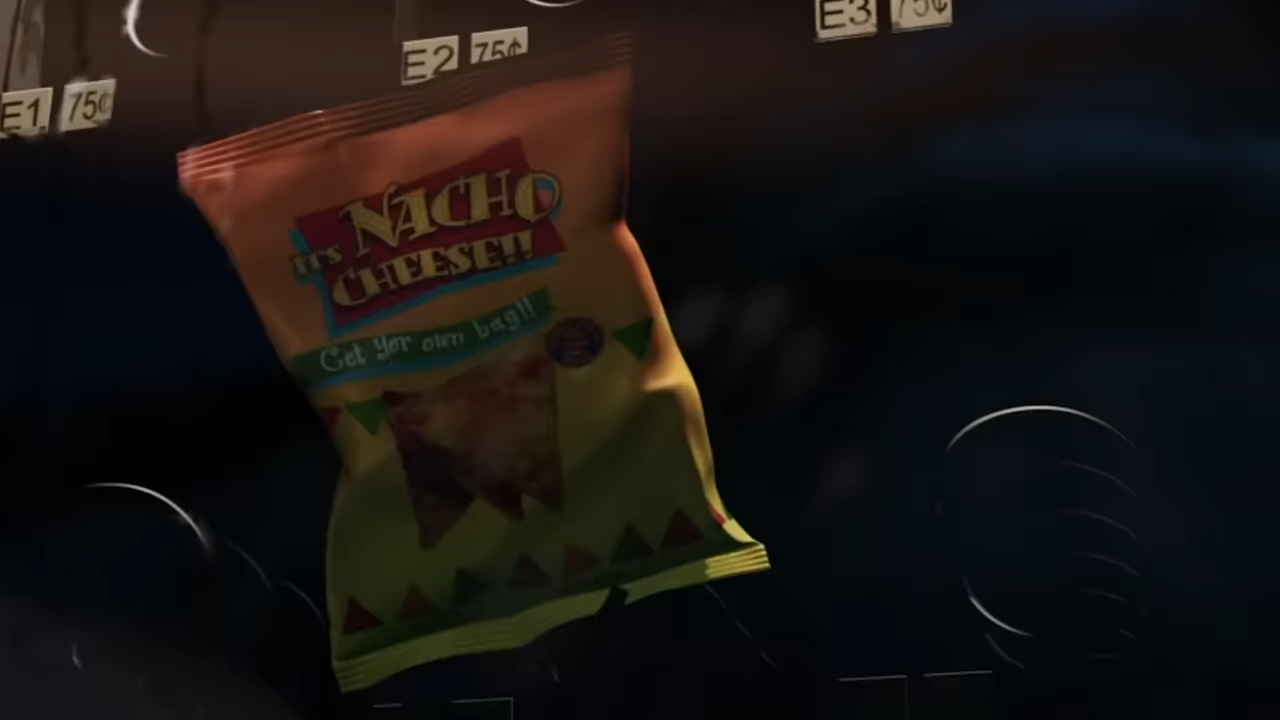 E3 75¢
E2 75¢
E1 75¢
IT'S NACHO
CHEESE!!
Get yer own bag!!